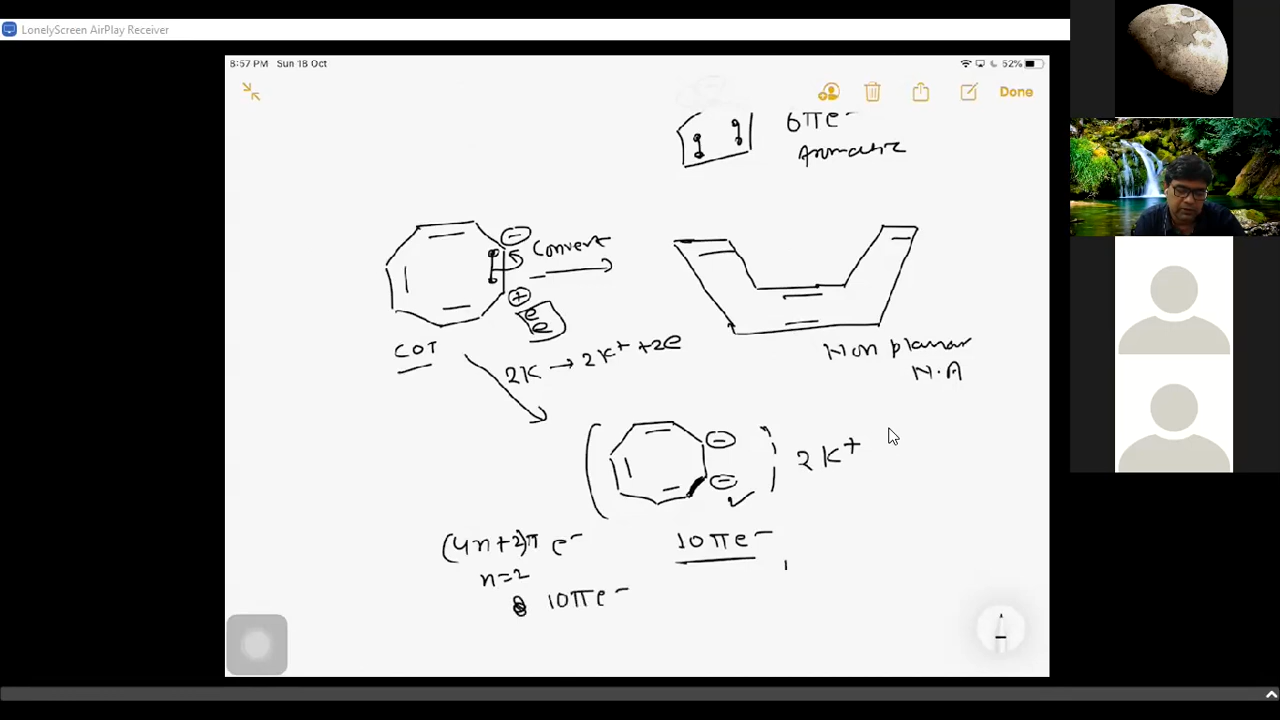 LonelyScreen AirPlay Receiver
8:57 PM Sun 18 Oct
52%
Done
6πe-
Aromatic
⊖
Convert
⊕
e
e
COT
2K → 2K+ + 2e
Non planar
N.A
⊖
⊖
2K+
(4n+2)π e-
n=2
10πe-
10πe-